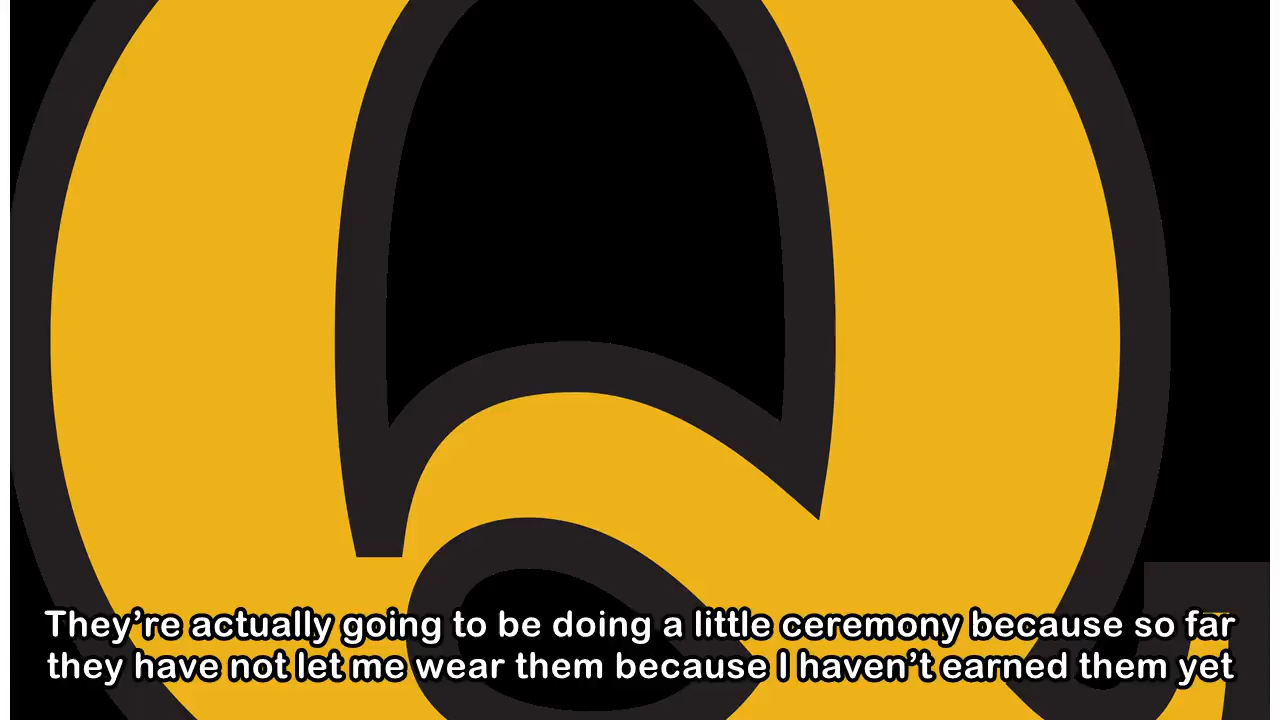 Q
They’re actually going to be doing a little ceremony because so far
they have not let me wear them because I haven’t earned them yet